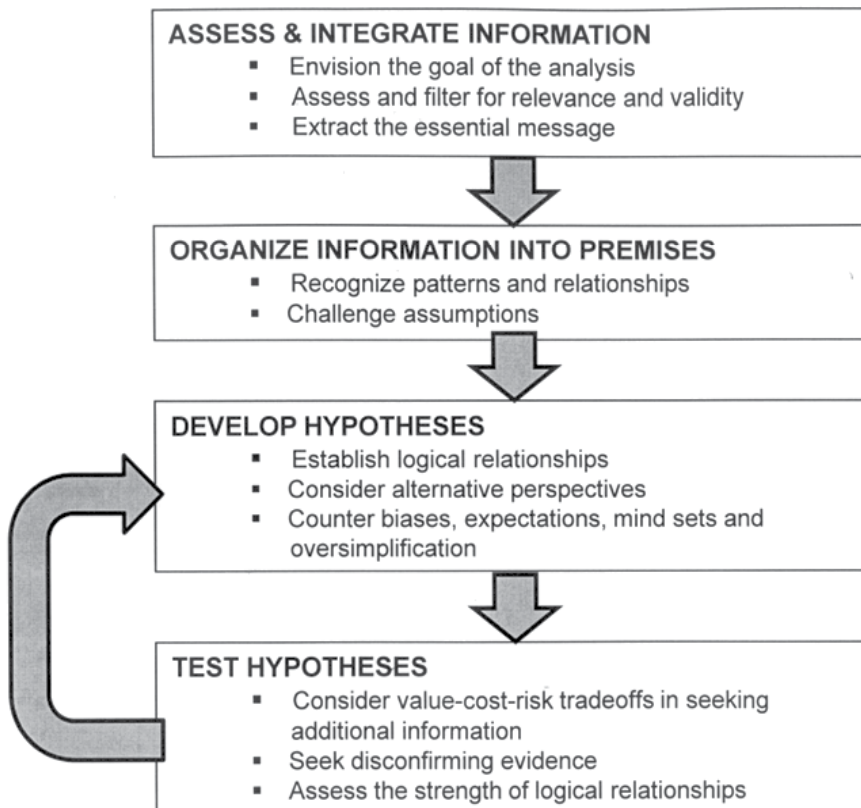 ASSESS & INTEGRATE INFORMATION
▪ Envision the goal of the analysis
▪ Assess and filter for relevance and validity
▪ Extract the essential message
ORGANIZE INFORMATION INTO PREMISES
▪ Recognize patterns and relationships
▪ Challenge assumptions
DEVELOP HYPOTHESES
▪ Establish logical relationships
▪ Consider alternative perspectives
▪ Counter biases, expectations, mind sets and
oversimplification
TEST HYPOTHESES
▪ Consider value-cost-risk tradeoffs in seeking
additional information
▪ Seek disconfirming evidence
▪ Assess the strength of logical relationships